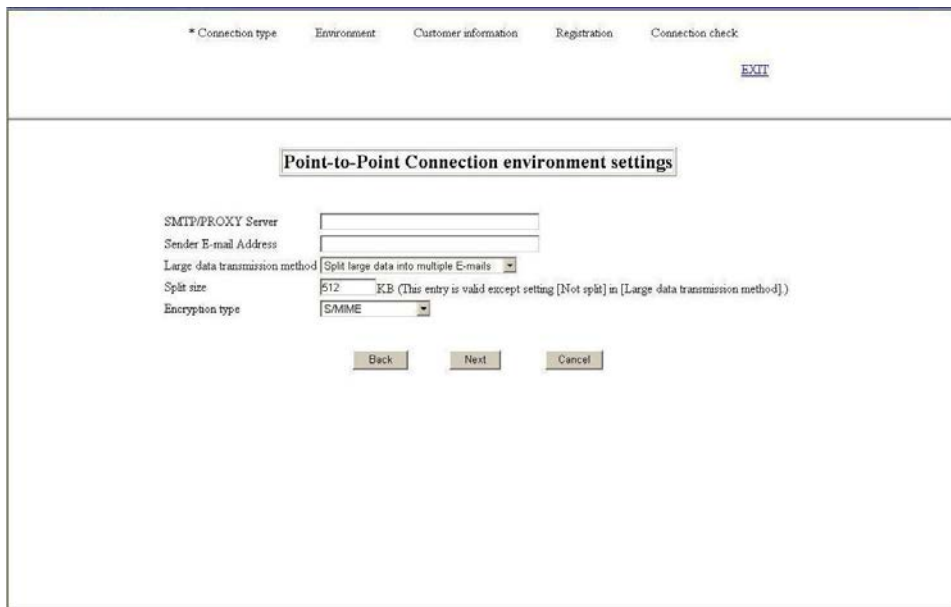 * Connection type Environment Customer information Registration Connection check
EXIT
Point-to-Point Connection environment settings
SMTP/PROXY Server
Sender E-mail Address
Large data transmission method Split large data into multiple E-mails
Split size 512 KB (This entry is valid except setting [Not split] in [Large data transmission method].)
Encryption type S/MIME
Back Next Cancel